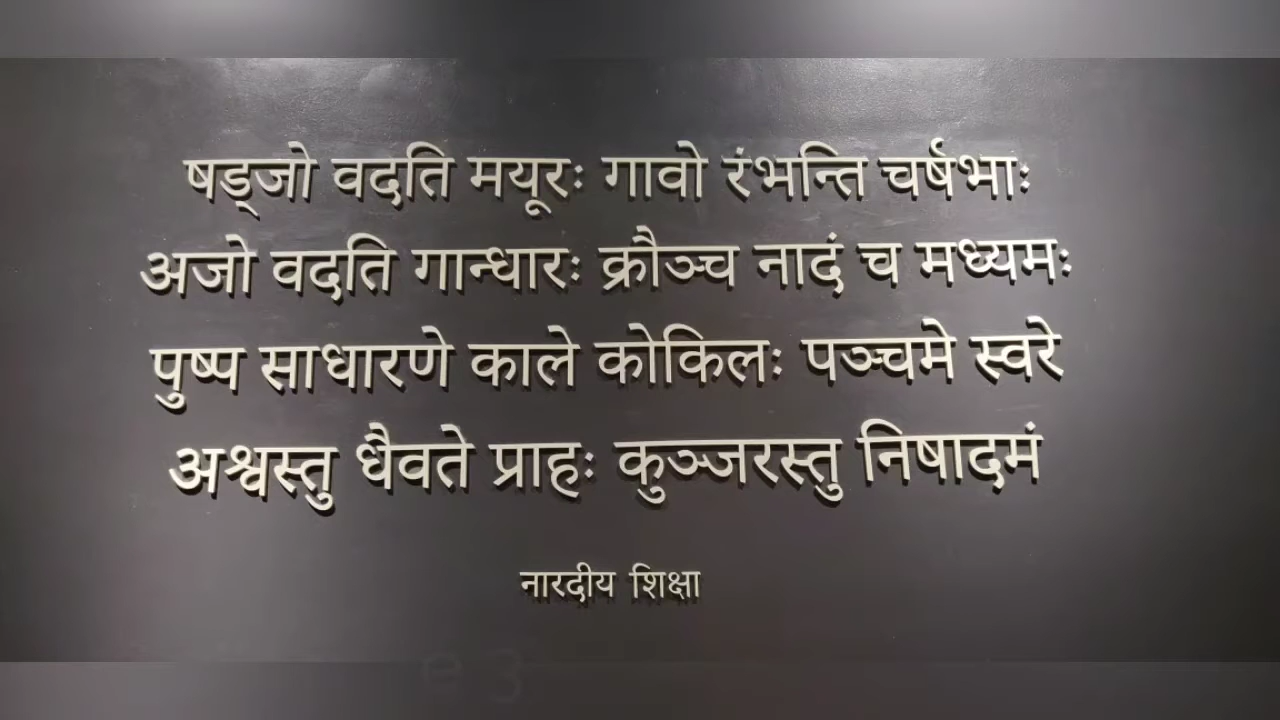 षड्जो वदति मयूरः गावो रंभन्ति चर्षभाः
अजो वदति गान्धारः क्रौञ्च नादं च मध्यमः
पुष्प साधारणे काले कोकिलः पञ्चमे स्वरे
अश्वस्तु धैवते प्राहः कुञ्जरस्तु निषादमं
नारदीय शिक्षा